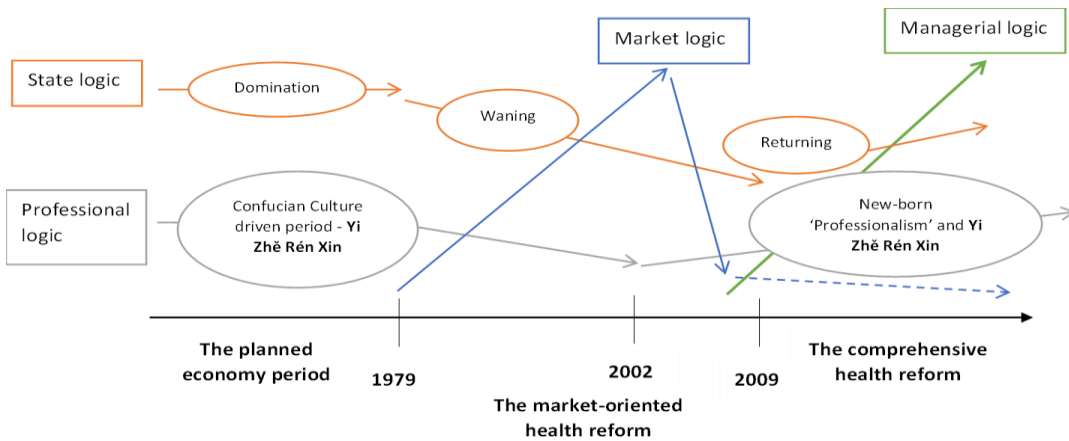 Market logic
Managerial logic
State logic
Domination
Waning
Returning
Professional
logic
Confucian Culture
driven period - Yi
Zhě Rén Xin
New-born
‘Professionalism’ and Yi
Zhě Rén Xin
The planned
economy period
1979
2002
2009
The comprehensive
health reform
The market-oriented
health reform